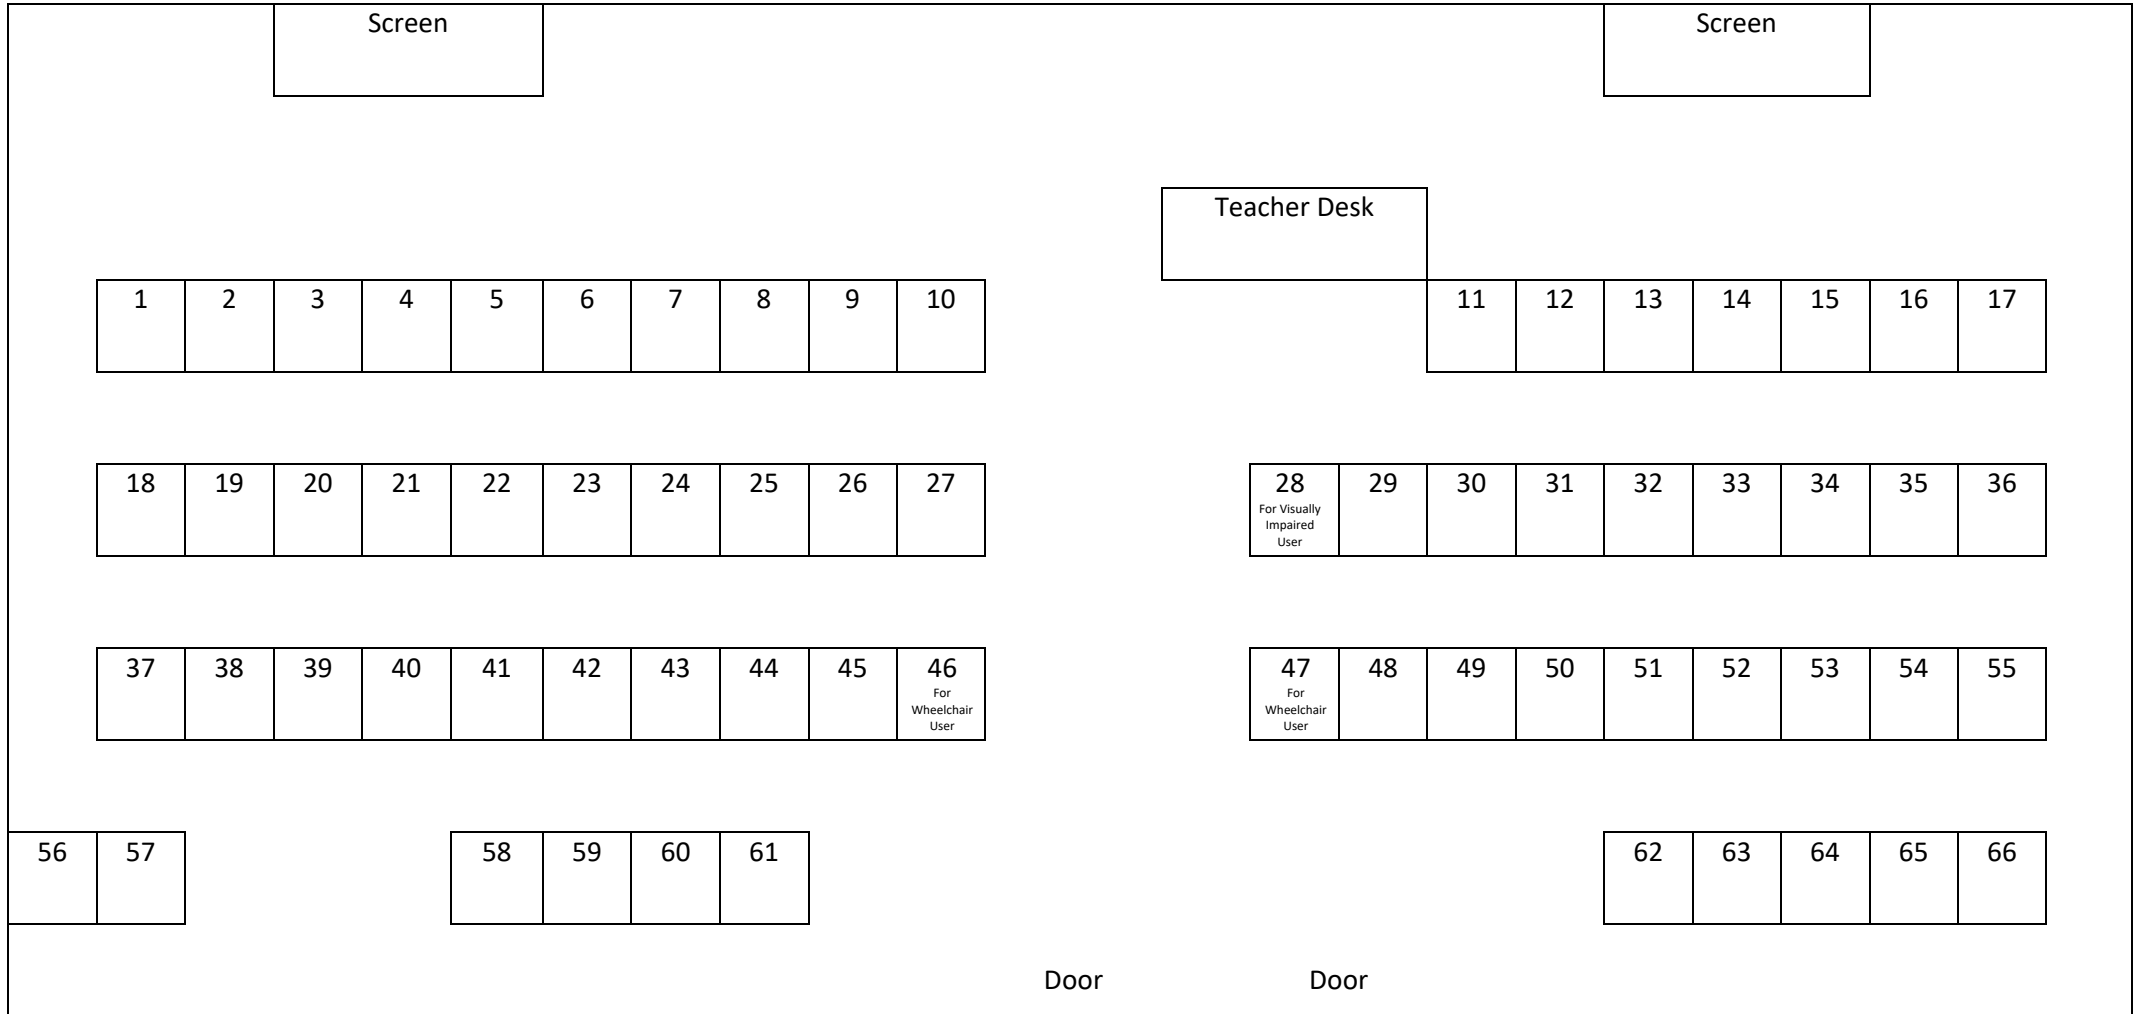 Screen Screen
Teacher Desk
1 2 3 4 5 6 7 8 9 10 11 12 13 14 15 16 17
18 19 20 21 22 23 24 25 26 27 28 29 30 31 32 33 34 35 36
For Visually
Impaired
User
37 38 39 40 41 42 43 44 45 46 47 48 49 50 51 52 53 54 55
For For
Wheelchair Wheelchair
User User
56 57 58 59 60 61 62 63 64 65 66
Door Door